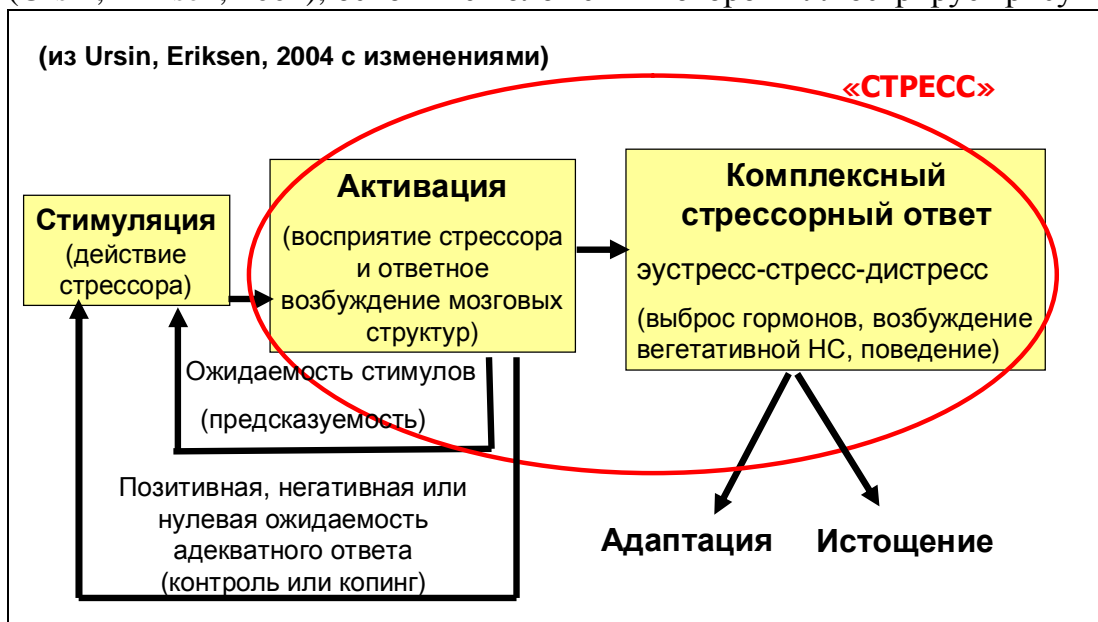 (из Ursin, Eriksen, 2004 с изменениями)
«СТРЕСС»
Стимуляция
(действие
стрессора)
Активация
(восприятие стрессора
и ответное
возбуждение мозговых
структур)
Комплексный
стрессорный ответ
эустресс-стресс-дистресс
(выброс гормонов, возбуждение
вегетативной НС, поведение)
Ожидаемость стимулов
(предсказуемость)
Позитивная, негативная или
нулевая ожидаемость
адекватного ответа
(контроль или копинг)
Адаптация
Истощение